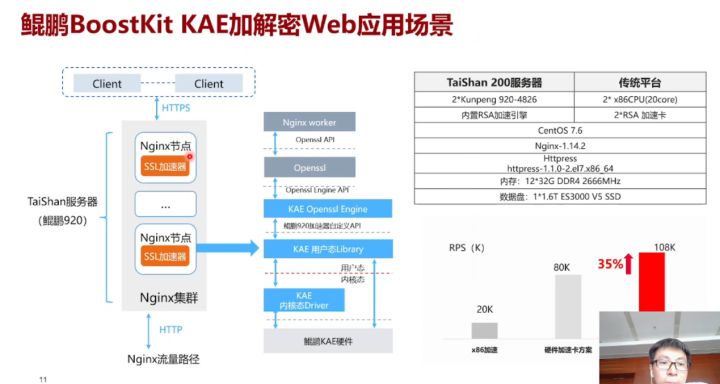 鲲鹏BoostKit KAE加解密Web应用场景
Client
Client
HTTPS
Nginx节点
SSL加速器
...
Nginx节点
SSL加速器
Nginx集群
TaiShan服务器
（鲲鹏920）
HTTP
Nginx流量路径
Nginx worker
Openssl API
Openssl
Openssl Engine API
KAE Openssl Engine
鲲鹏920加速器自定义API
KAE 用户态Library
用户态
内核态
KAE
内核态Driver
鲲鹏KAE硬件
TaiShan 200服务器 传统平台
2*Kunpeng 920-4826 2* x86CPU(20core)
内置RSA加速引擎 2*RSA 加速卡
CentOS 7.6
Nginx-1.14.2
Httpress
httpress-1.1.0-2.el7.x86_64
内存：12*32G DDR4 2666MHz
数据盘：1*1.6T ES3000 V5 SSD
RPS（K）
20K
80K
35%
108K
x86加速
硬件加速卡方案
11